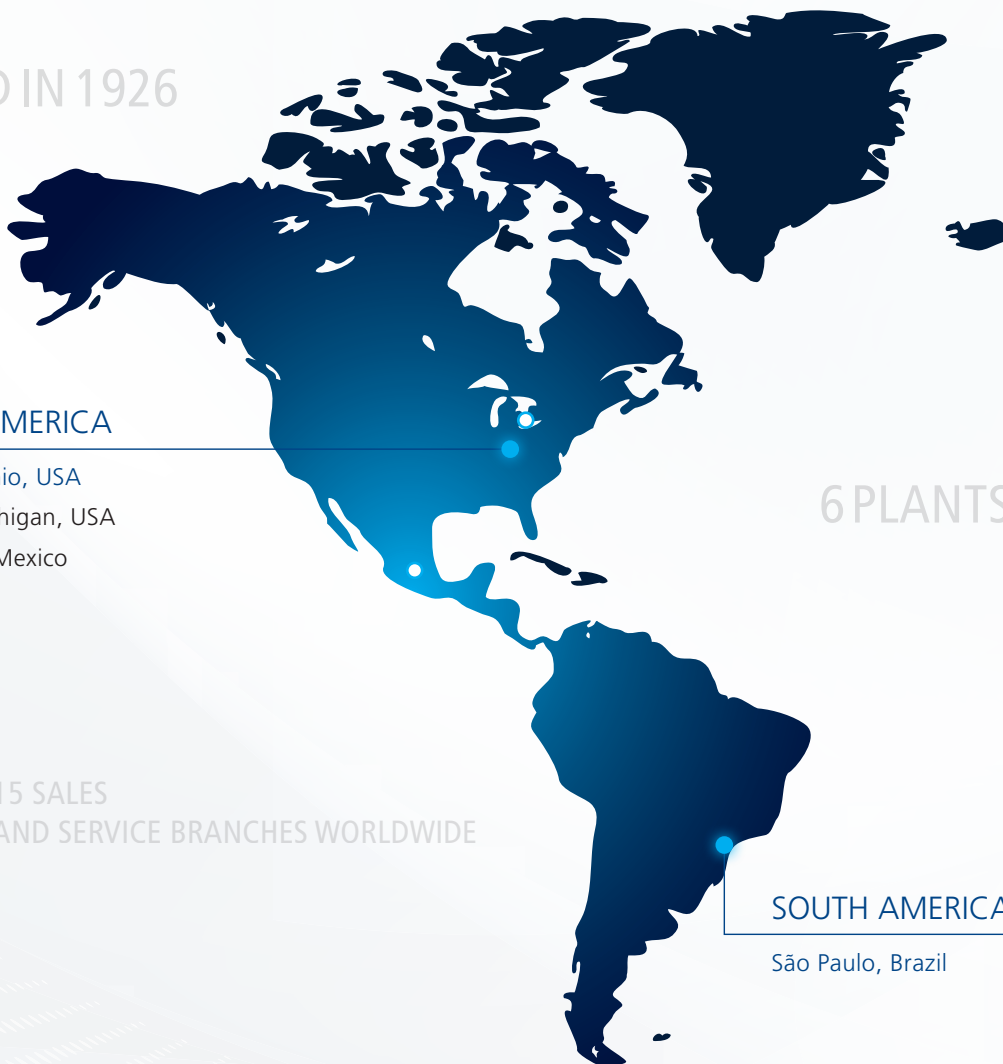 IN 1926
MERICA
io, USA
higan, USA
Mexico
6 PLANTS
15 SALES
AND SERVICE BRANCHES WORLDWIDE
SOUTH AMERICA
São Paulo, Brazil